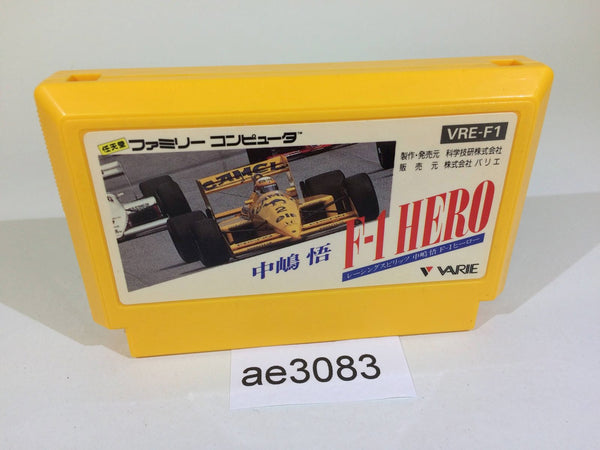 任天堂 ファミリー コンピュータ™
VRE-F1
製作・発売元 科学技研株式会社
販売元 株式会社 バリエ
CAMEL
F-1 HERO
中嶋 悟
レーシングスピリッツ 中嶋 悟 F-1ヒーロー
VARIE
ae3083